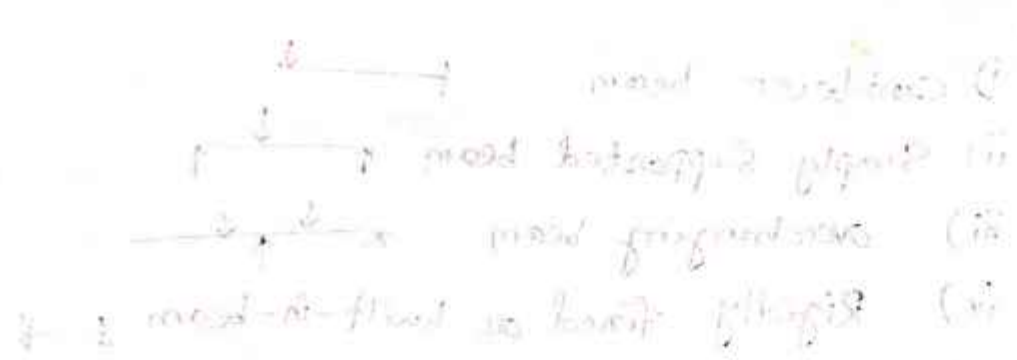 i) cantilever beam
ii) Simply Supported beam
iii) overhanging beam
iv) Rigidly fixed or built-in-beam